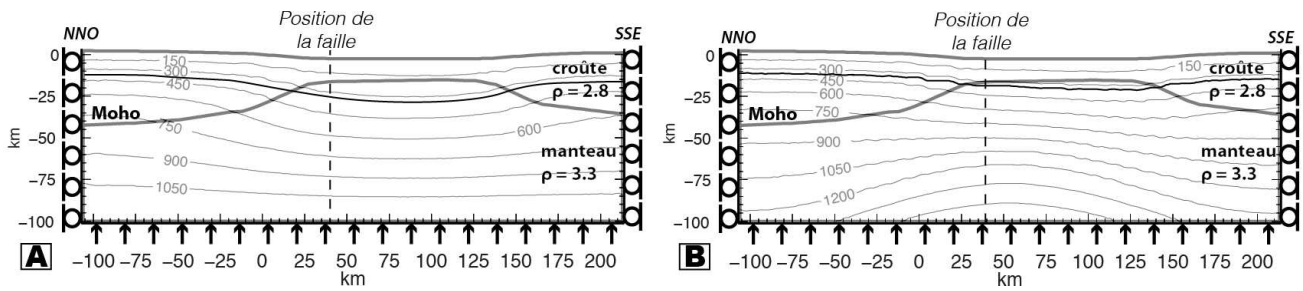 Position de
la faille
NNO
SSE
0
−25
−50
−75
−100
km
150
300
450
750
600
900
1050
croûte
ρ = 2.8
Moho
manteau
ρ = 3.3
A
−100 −75 −50 −25 0 25 50 75 100 125 150 175 200
km
Position de
la faille
NNO
SSE
0
−25
−50
−75
−100
km
300
450
600
750
900
1050
1200
150
croûte
ρ = 2.8
Moho
manteau
ρ = 3.3
B
−100 −75 −50 −25 0 25 50 75 100 125 150 175 200
km